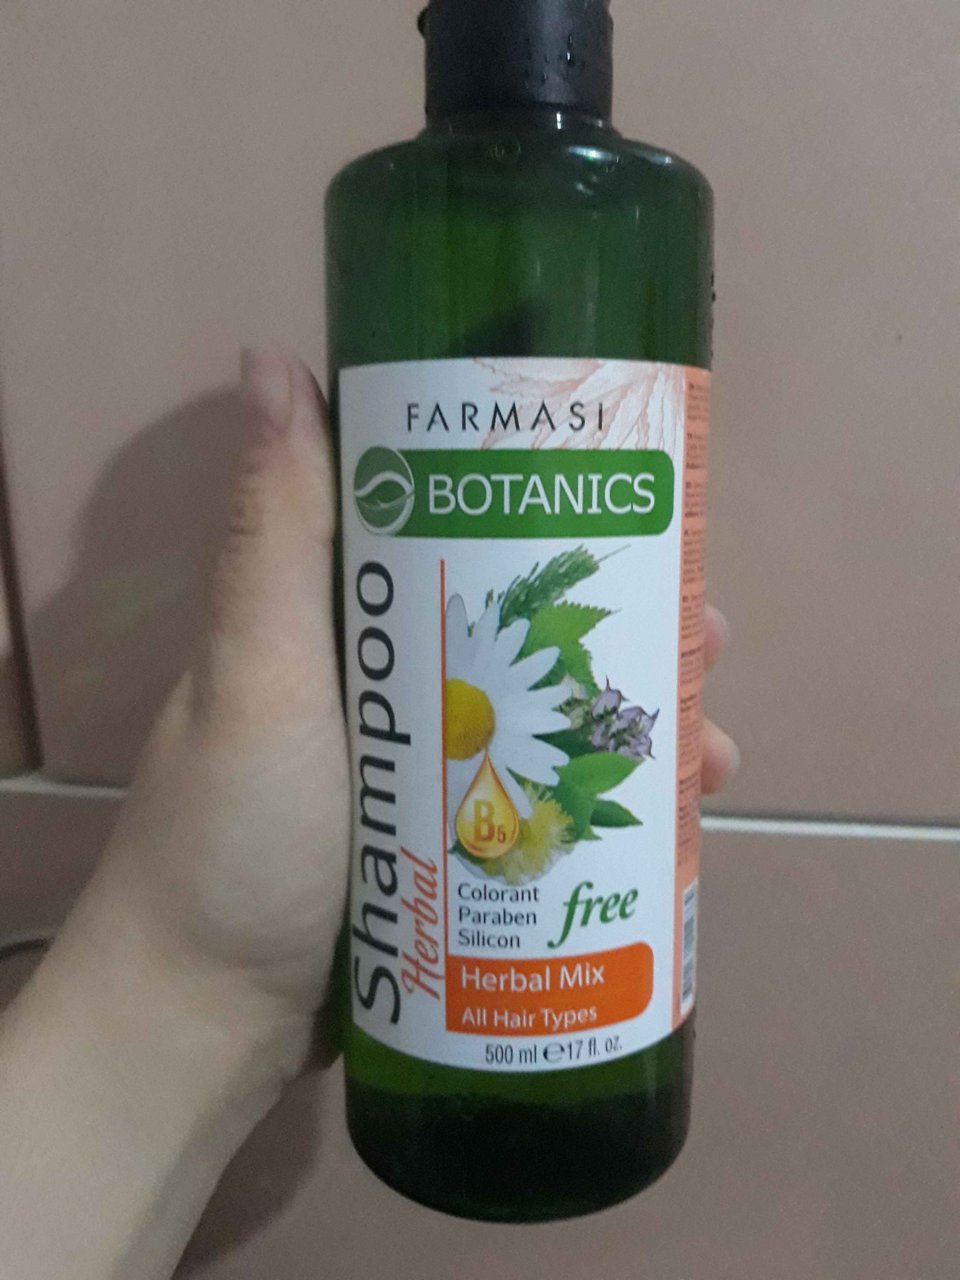 FARMASI
BOTANICS
Shampoo
Herbal
B5
Colorant
Paraben
Silicon
free
Herbal Mix
All Hair Types
500 ml ℮ 17 fl. oz.